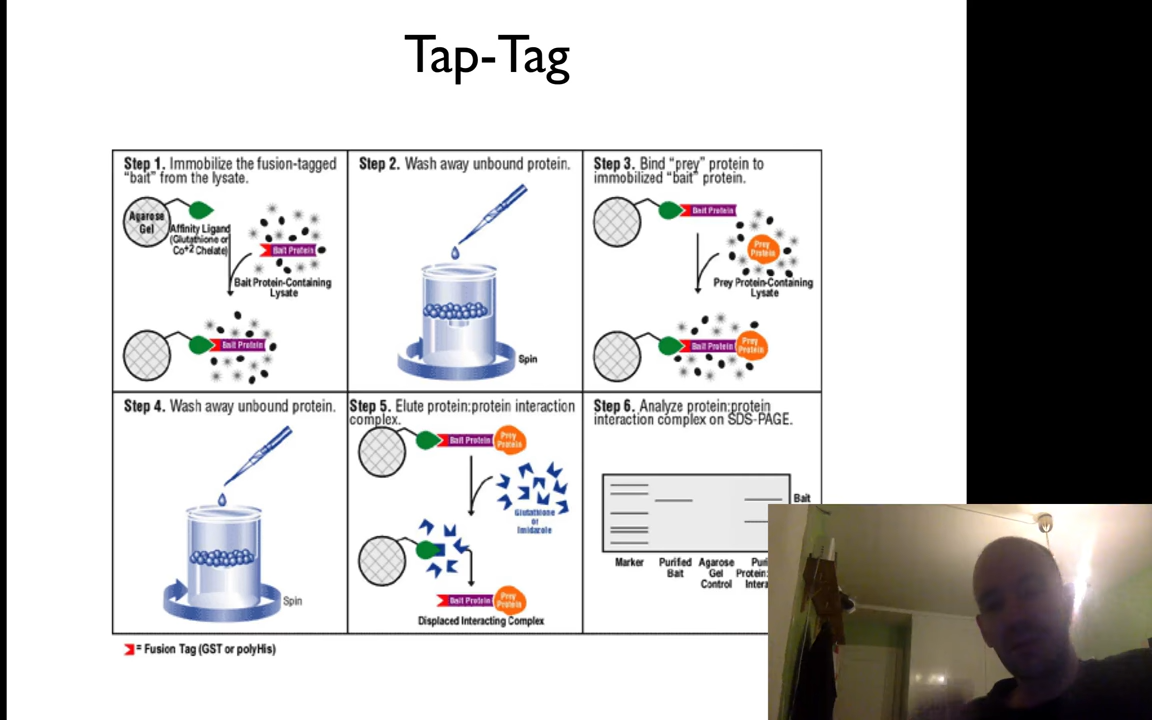 Tap-Tag
Step 1. Immobilize the fusion-tagged
"bait" from the lysate.
Agarose
Gel
Affinity Ligand
(Glutathione or
Co+2 Chelate)
Bait Protein
Bait Protein-Containing
Lysate
Bait Protein
Step 2. Wash away unbound protein.
Spin
Step 3. Bind "prey" protein to
immobilized "bait" protein.
Bait Protein
Prey
Protein
Prey Protein-Containing
Lysate
Bait Protein
Prey
Protein
Step 4. Wash away unbound protein.
Spin
Step 5. Elute protein:protein interaction
complex.
Bait Protein
Prey
Protein
Glutathione
or
Imidazole
Bait Protein
Prey
Protein
Displaced Interacting Complex
Step 6. Analyze protein:protein
interaction complex on SDS-PAGE.
Bait
Marker
Purified
Bait
Agarose
Gel
Control
Protein:
= Fusion Tag (GST or polyHis)